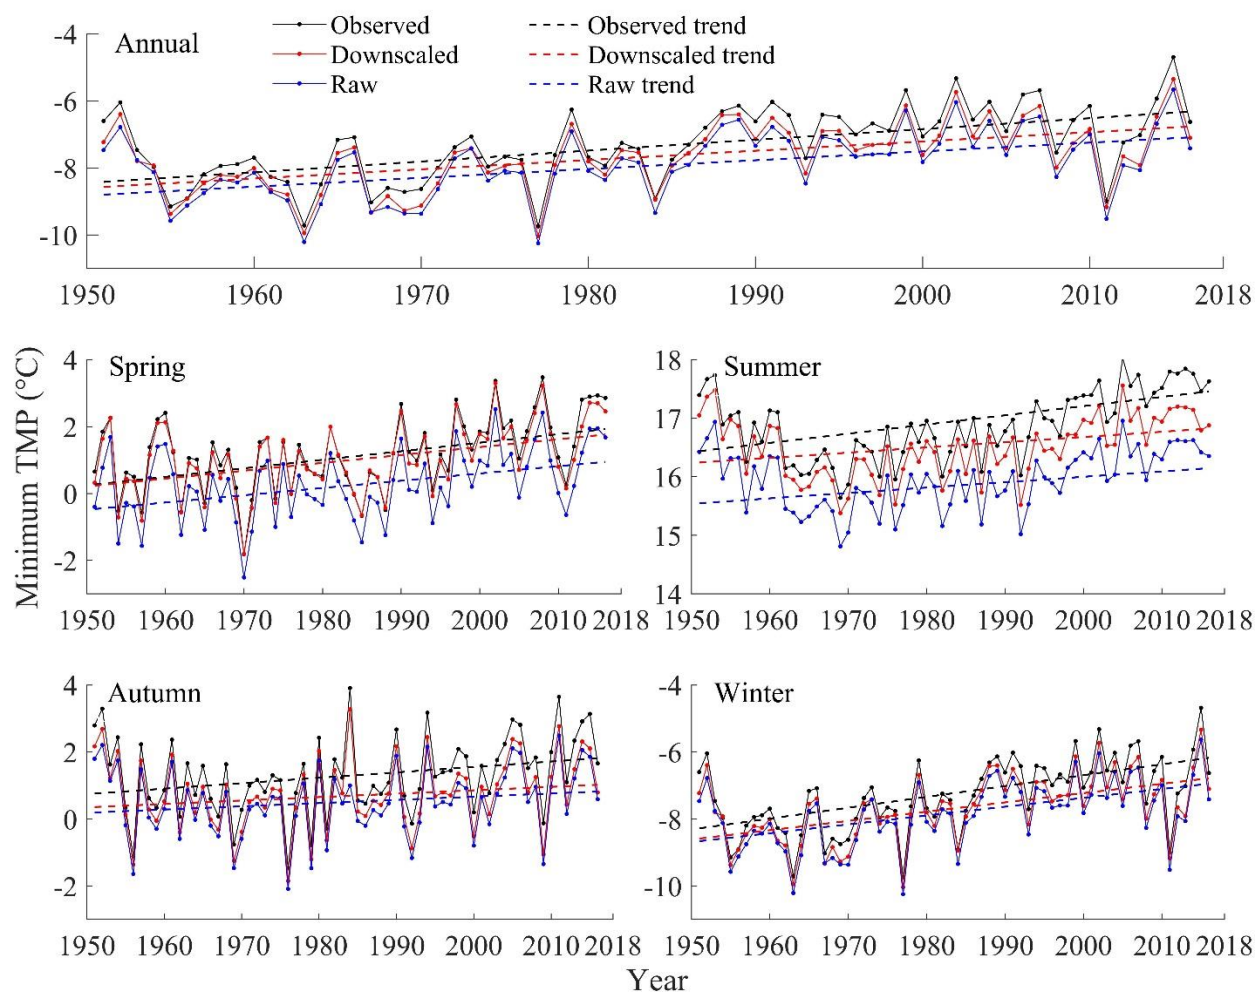 Annual
Observed
Downscaled
Raw
Observed trend
Downscaled trend
Raw trend
-4
-6
-8
-10
1950 1960 1970 1980 1990 2000 2010 2018
Minimum TMP (°C)
Spring
4
2
0
-2
1950 1960 1970 1980 1990 2000 2010 2018
Summer
18
17
16
15
14
1950 1960 1970 1980 1990 2000 2010 2018
Autumn
4
2
0
-2
1950 1960 1970 1980 1990 2000 2010 2018
Winter
-4
-6
-8
-10
1950 1960 1970 1980 1990 2000 2010 2018
Year